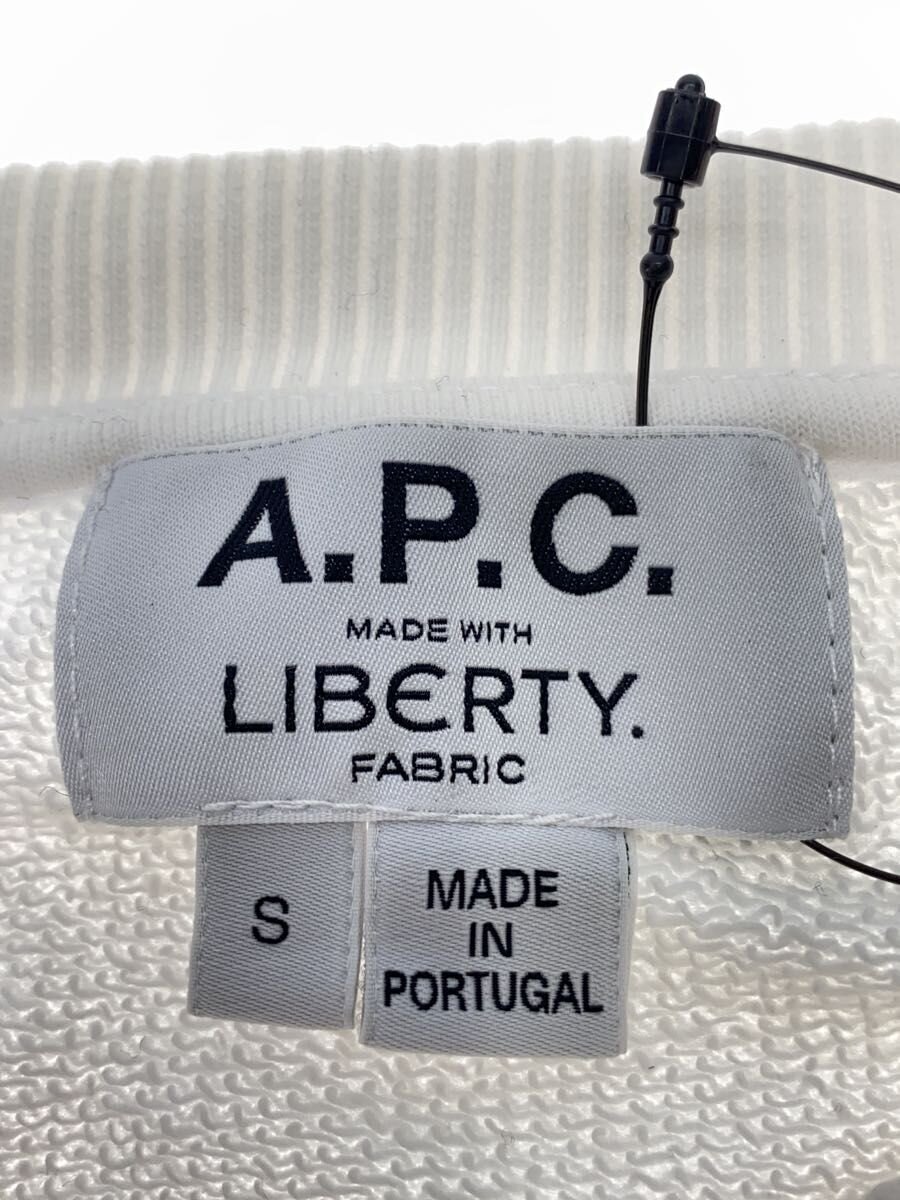 A.P.C.
MADE WITH
LIBERTY.
FABRIC
S
MADE
IN
PORTUGAL